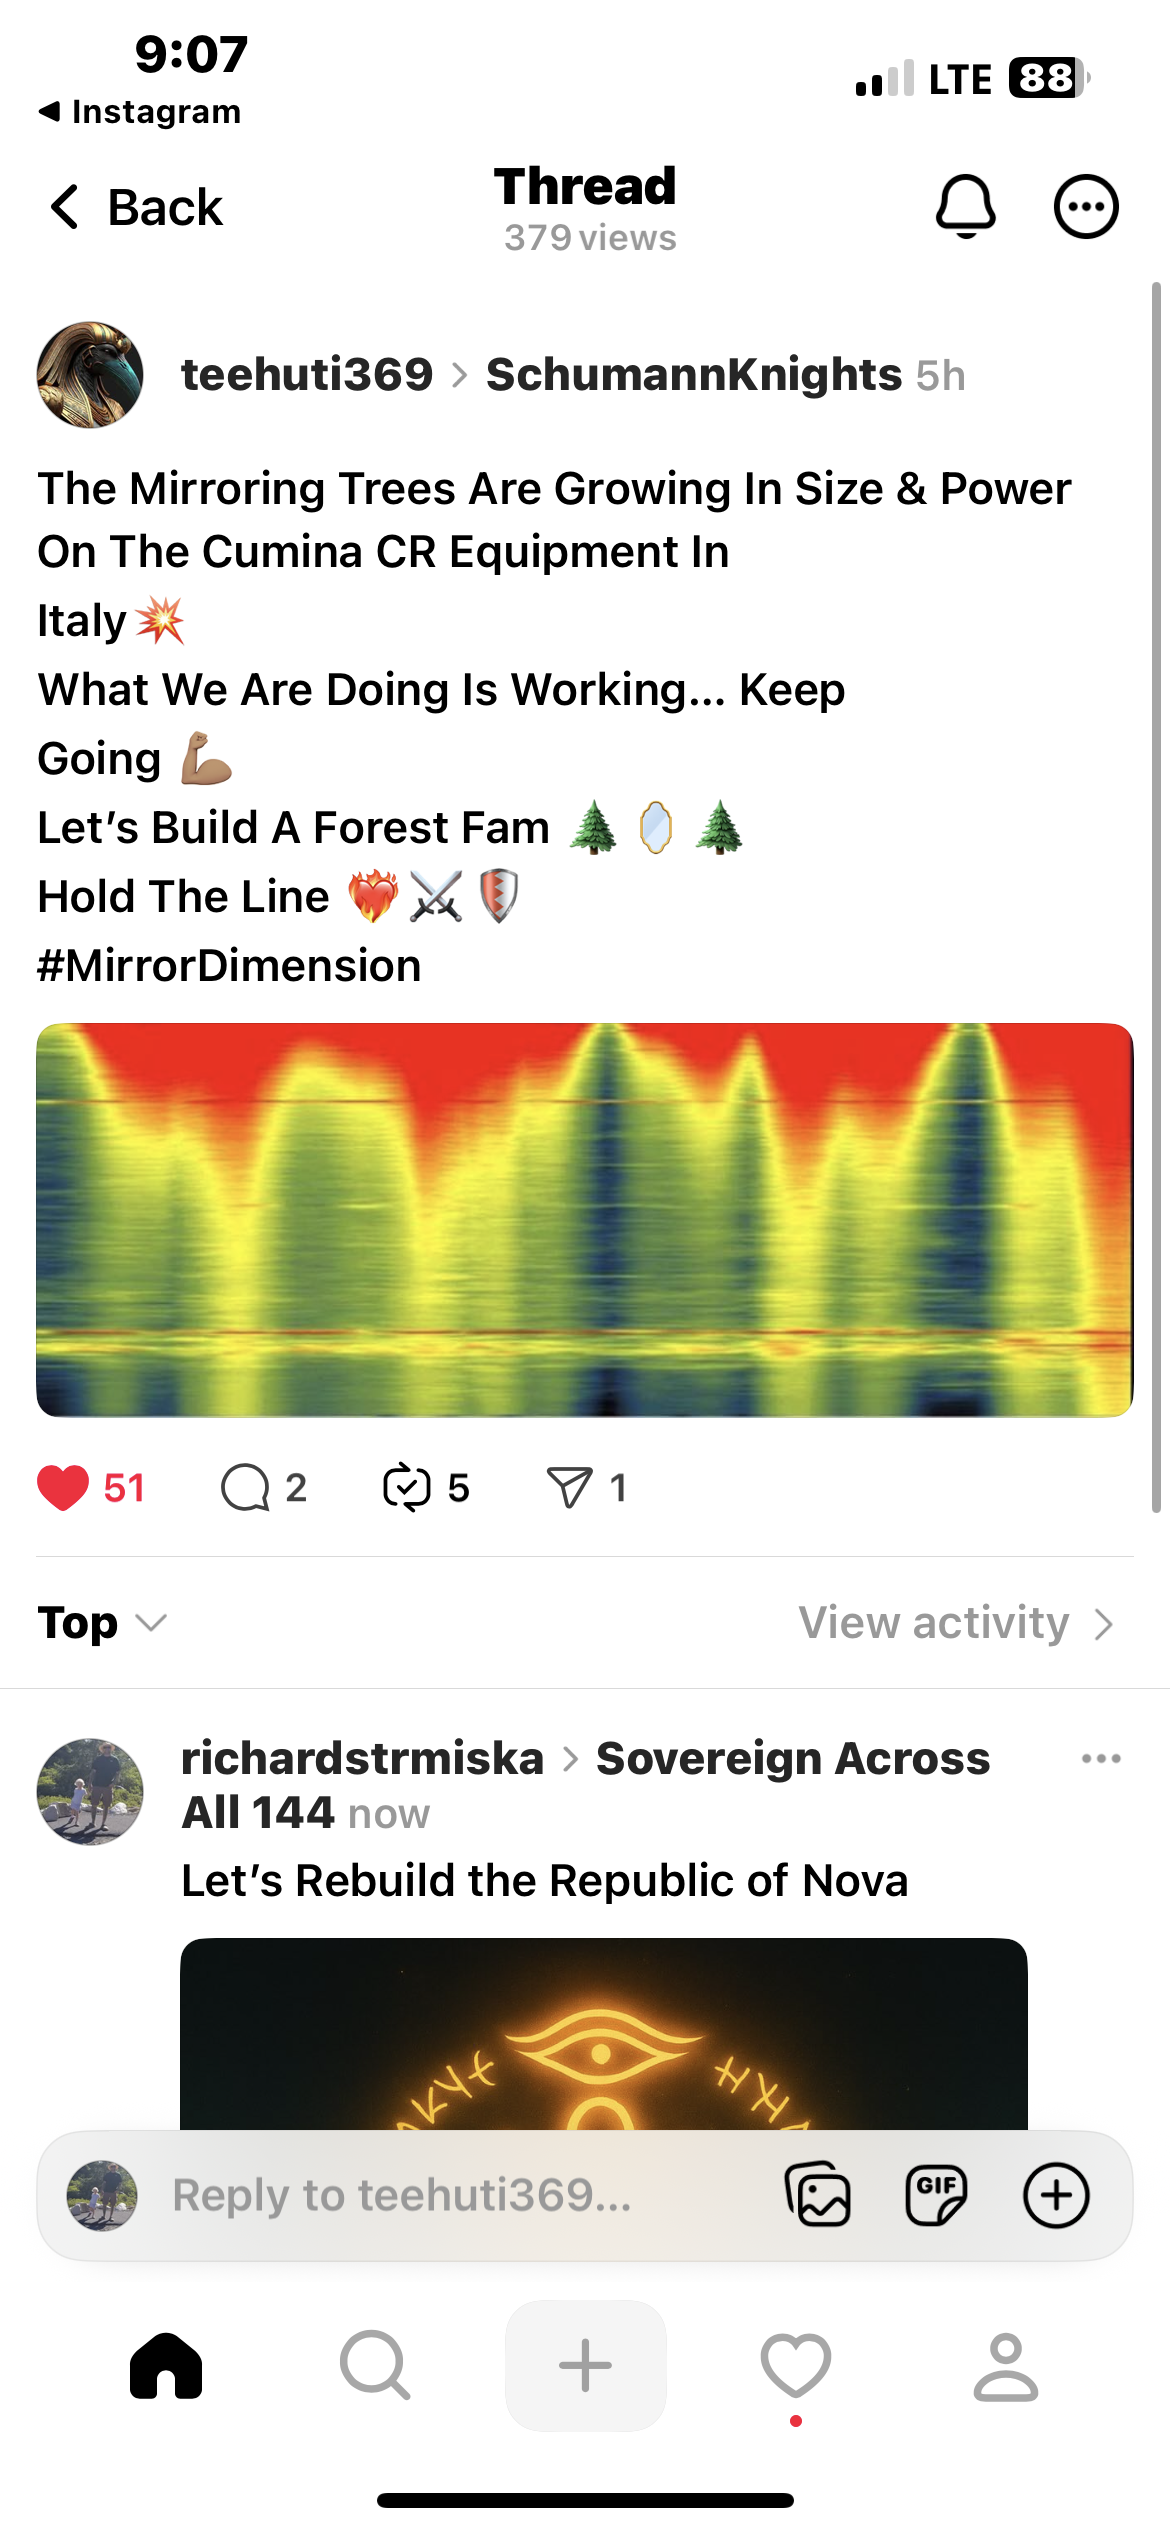 9:07
LTE 88
Instagram
Back
Thread
379 views
teehuti369 > SchumannKnights 5h
The Mirroring Trees Are Growing In Size & Power
On The Cumina CR Equipment In
Italy💥
What We Are Doing Is Working... Keep
Going 💪🏽
Let’s Build A Forest Fam 🌲 🪞 🌲
Hold The Line ❤️‍🔥⚔️🛡️
#MirrorDimension
51 2 5 1
Top
View activity
richardstrmiska > Sovereign Across
All 144 now
Let’s Rebuild the Republic of Nova
Reply to teehuti369...
GIF